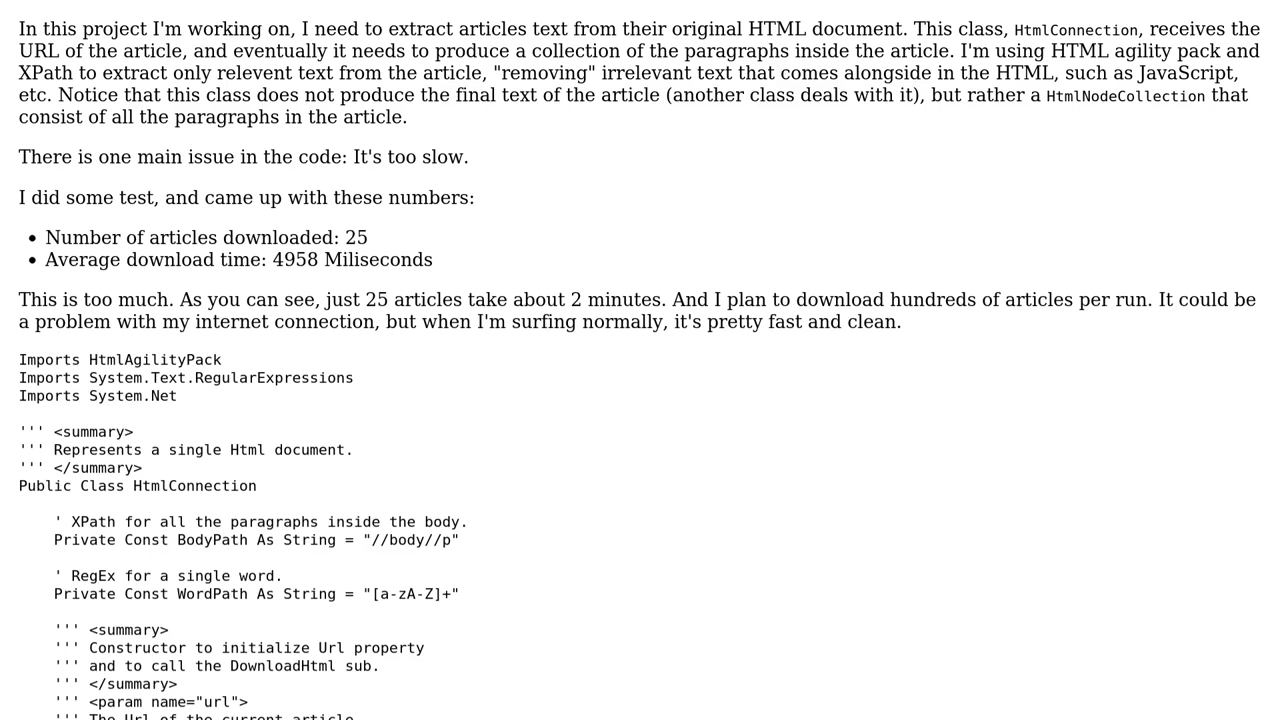 In this project I'm working on, I need to extract articles text from their original HTML document. This class, HtmlConnection, receives the
URL of the article, and eventually it needs to produce a collection of the paragraphs inside the article. I'm using HTML agility pack and
XPath to extract only relevent text from the article, "removing" irrelevant text that comes alongside in the HTML, such as JavaScript,
etc. Notice that this class does not produce the final text of the article (another class deals with it), but rather a HtmlNodeCollection that
consist of all the paragraphs in the article.
There is one main issue in the code: It's too slow.
I did some test, and came up with these numbers:
• Number of articles downloaded: 25
• Average download time: 4958 Miliseconds
This is too much. As you can see, just 25 articles take about 2 minutes. And I plan to download hundreds of articles per run. It could be
a problem with my internet connection, but when I'm surfing normally, it's pretty fast and clean.
Imports HtmlAgilityPack
Imports System.Text.RegularExpressions
Imports System.Net
''' <summary>
''' Represents a single Html document.
''' </summary>
Public Class HtmlConnection
' XPath for all the paragraphs inside the body.
Private Const BodyPath As String = "//body//p"
' RegEx for a single word.
Private Const WordPath As String = "[a-zA-Z]+"
''' <summary>
''' Constructor to initialize Url property
''' and to call the DownloadHtml sub.
''' </summary>
''' <param name="url">
''' The Url of the current article